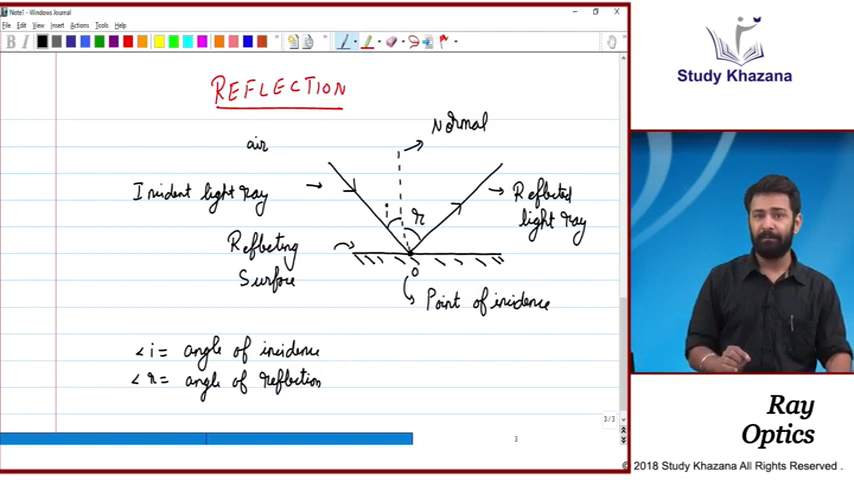 Note1 - Windows Journal
File Edit View Insert Actions Tools Help
B I
Study Khazana
REFLECTION
air
Normal
Incident light ray
Reflected
light ray
i
r
Reflecting
Surface
O
Point of incidence
∠i = angle of incidence
∠r = angle of reflection
3/3
3
Ray
Optics
© 2018 Study Khazana All Rights Reserved .